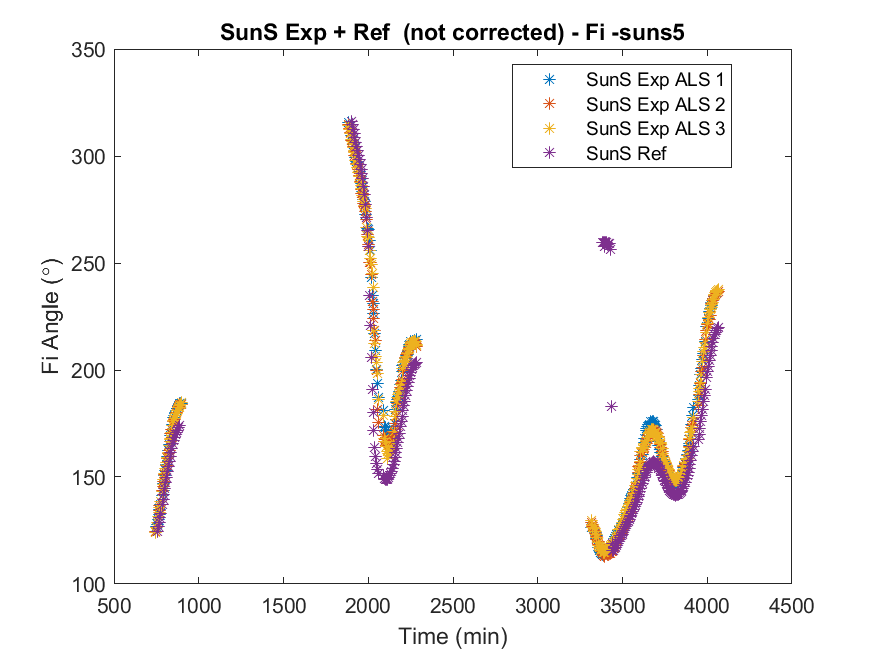 SunS Exp + Ref  (not corrected) - Fi -suns5
350
300
250
200
150
100
Fi Angle (°)
500
1000
1500
2000
2500
3000
3500
4000
4500
Time (min)
SunS Exp ALS 1
SunS Exp ALS 2
SunS Exp ALS 3
SunS Ref